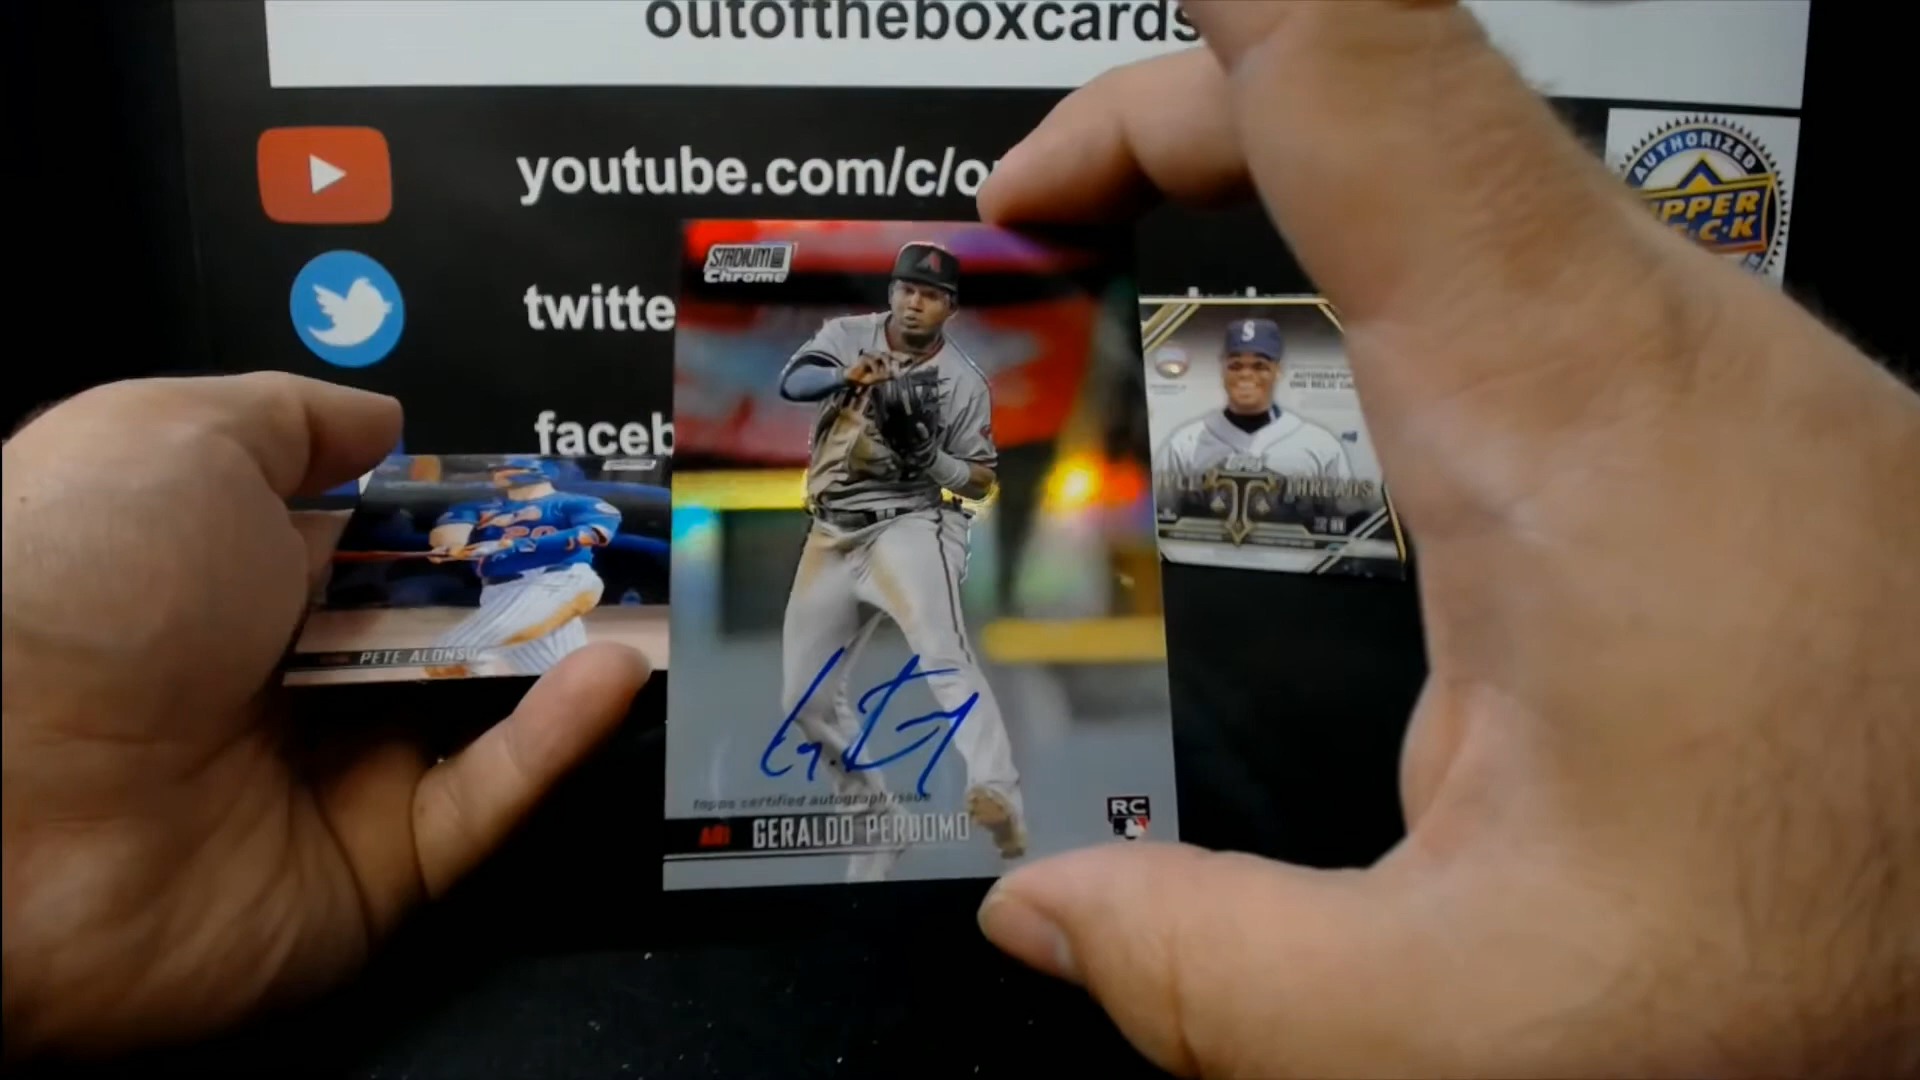 outoftheboxcards
youtube.com/c/o
AUTHORIZED
UPPER
twitte
STADIUM
Chrome
A
S
faceb
THREADS
PETE ALONSO
topps certified autograph issue
ARI GERALDO PERDOMO
RC